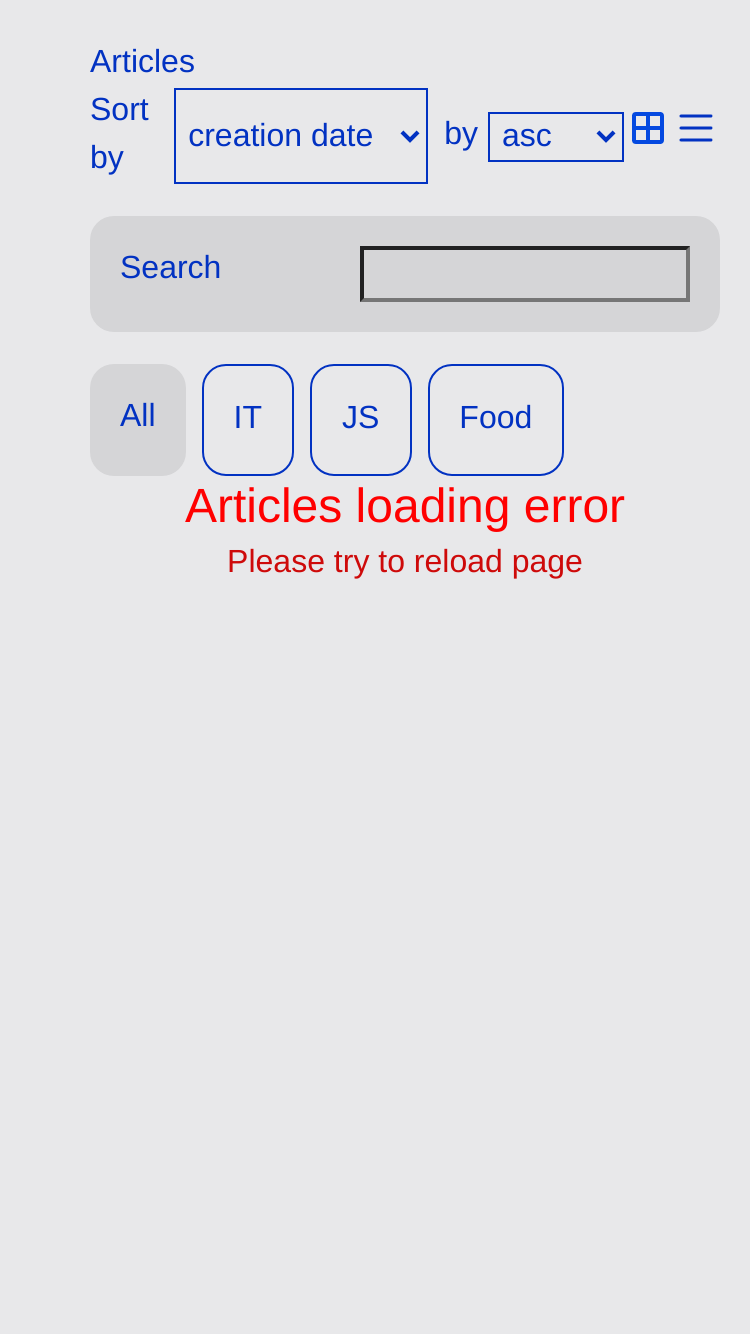 Articles
Sort by creation date by asc
Search
All IT JS Food
Articles loading error
Please try to reload page